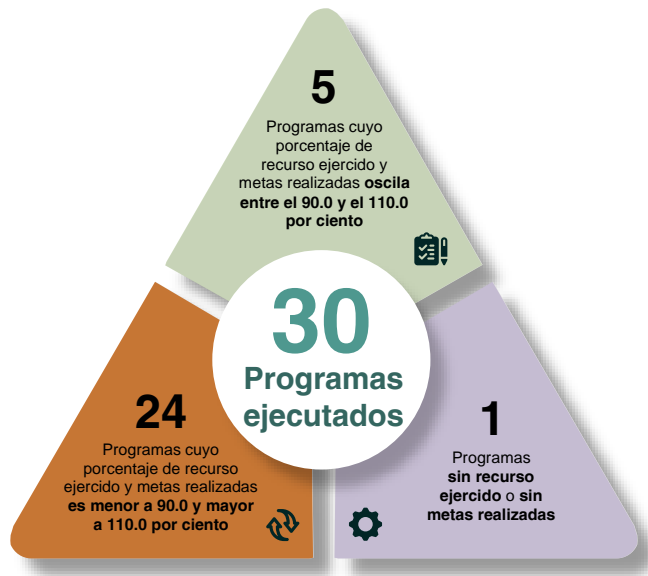 5
Programas cuyo
porcentaje de
recurso ejercido y
metas realizadas oscila
entre el 90.0 y el 110.0
por ciento
30
Programas
ejecutados
24
Programas cuyo
porcentaje de recurso
ejercido y metas realizadas
es menor a 90.0 y mayor
a 110.0 por ciento
1
Programas
sin recurso
ejercido o sin
metas realizadas